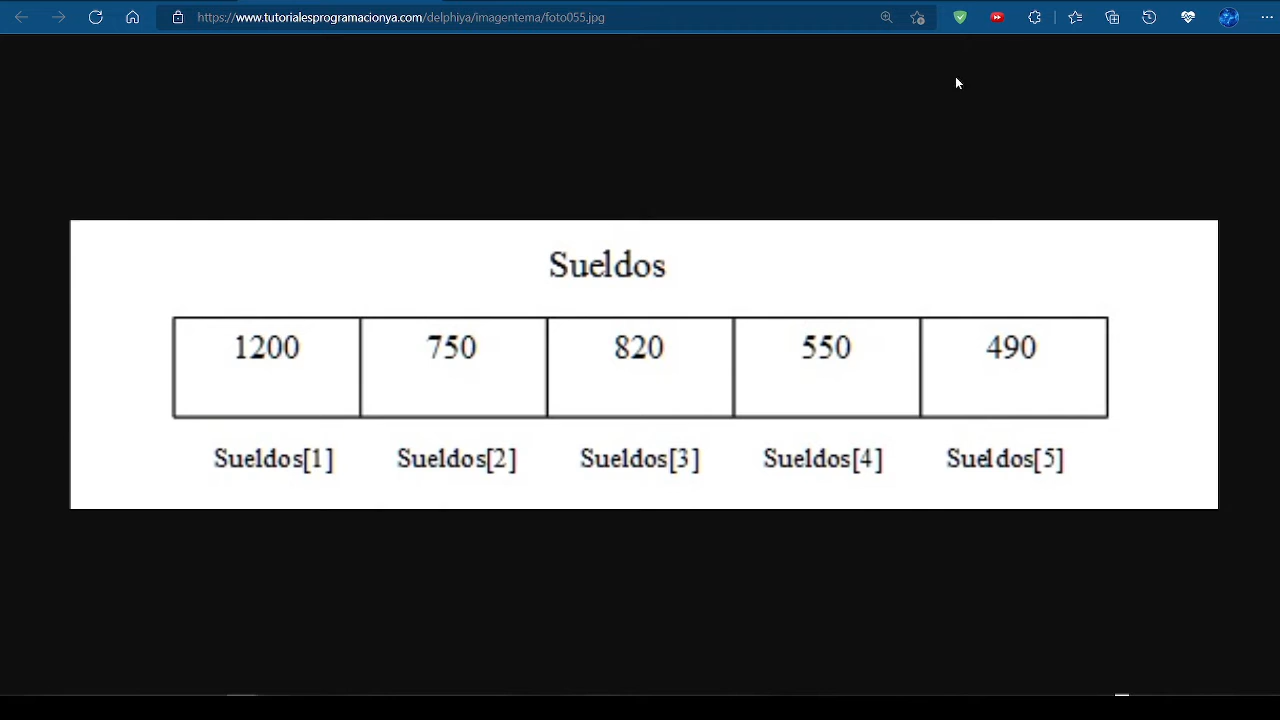 https://www.tutorialesprogramacionya.com/delphiya/imagentema/foto055.jpg
Sueldos
1200 750 820 550 490
Sueldos[1] Sueldos[2] Sueldos[3] Sueldos[4] Sueldos[5]